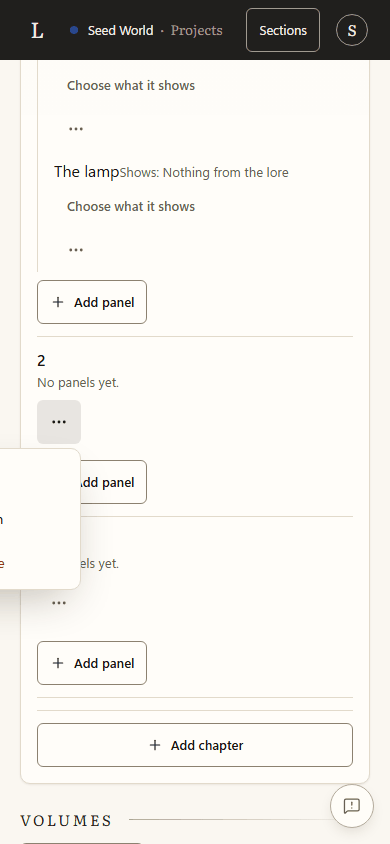 L Seed World · Projects Sections S
Choose what it shows
...
The lamp Shows: Nothing from the lore
Choose what it shows
...
+ Add panel
2
No panels yet.
...
Add panel
els yet.
...
+ Add panel
+ Add chapter
VOLUMES